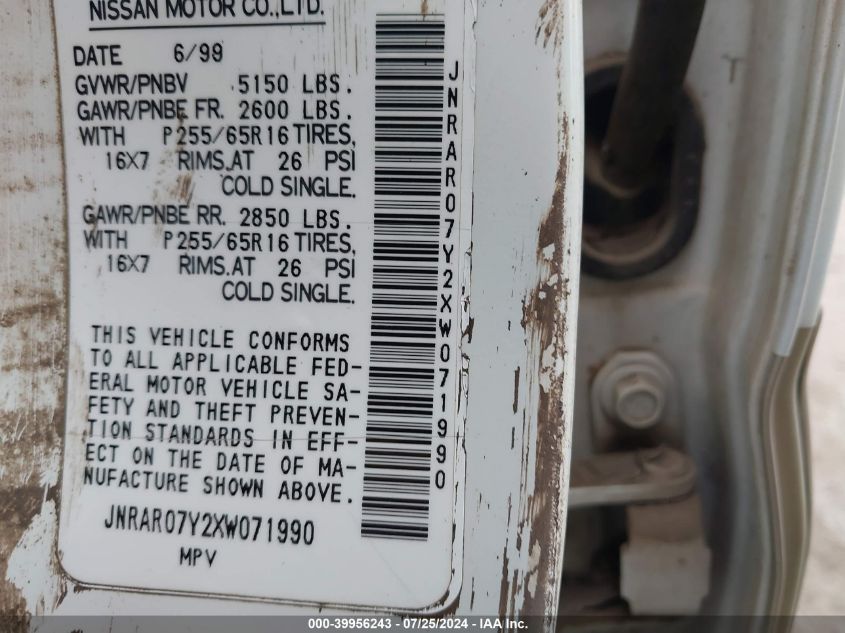 NISSAN MOTOR CO.,LTD.
DATE 6/99
GVWR/PNBV 5150 LBS.
GAWR/PNBE FR. 2600 LBS.
WITH P255/65R16 TIRES,
16X7 RIMS.AT 26 PSI
COLD SINGLE.
GAWR/PNBE RR. 2850 LBS.
WITH P255/65R16 TIRES,
16X7 RIMS.AT 26 PSI
COLD SINGLE.
THIS VEHICLE CONFORMS
TO ALL APPLICABLE FED-
ERAL MOTOR VEHICLE SA-
FETY AND THEFT PREVEN-
TION STANDARDS IN EFF-
ECT ON THE DATE OF MA-
NUFACTURE SHOWN ABOVE.
JNRAR07Y2XW071990
MPV
JNRAR07Y2XW071990
000-39956243 - 07/25/2024 - IAA Inc.